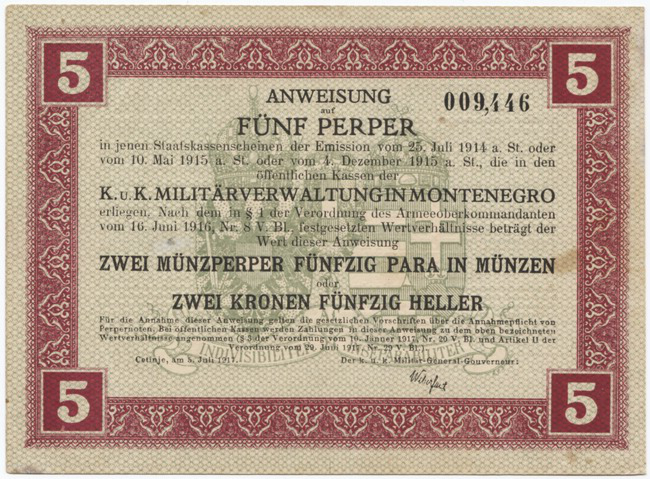 5 5
ANWEISUNG
009,446
auf
FÜNF PERPER
in jenen Staatskassenscheinen der Emission vom 25. Juli 1914 a. St. oder
vom 10. Mai 1915 a. St. oder vom 4. Dezember 1915 a. St., die in den
öffentlichen Kassen der
K. U. K. MILITÄRVERWALTUNG IN MONTENEGRO
erliegen. Nach dem in § 1 der Verordnung des Armeeoberkommandanten
vom 16. Juni 1916, Nr. 8 V. Bl., festgesetzten Wertverhältnisse beträgt der
Wert dieser Anweisung
ZWEI MÜNZPERPER FÜNFZIG PARA IN MÜNZEN
oder
ZWEI KRONEN FÜNFZIG HELLER
Für die Annahme dieser Anweisung gelten die gesetzlichen Vorschriften über die Annahmepflicht von
Perpernoten. Bei öffentlichen Kassen werden Zahlungen in dieser Anweisung zu dem oben bezeichneten
Wertverhältnisse angenommen (§ 3 der Verordnung vom 10. Januar 1917, Nr. 20 V. Bl. und Artikel II der
Verordnung vom 29. Juni 1917, Nr. 29 V. Bl.)
INDIVISIBILITER
Cetinje, am 5. Juli 1917. Der k. u. k. Militär-General-Gouverneur:
5 5